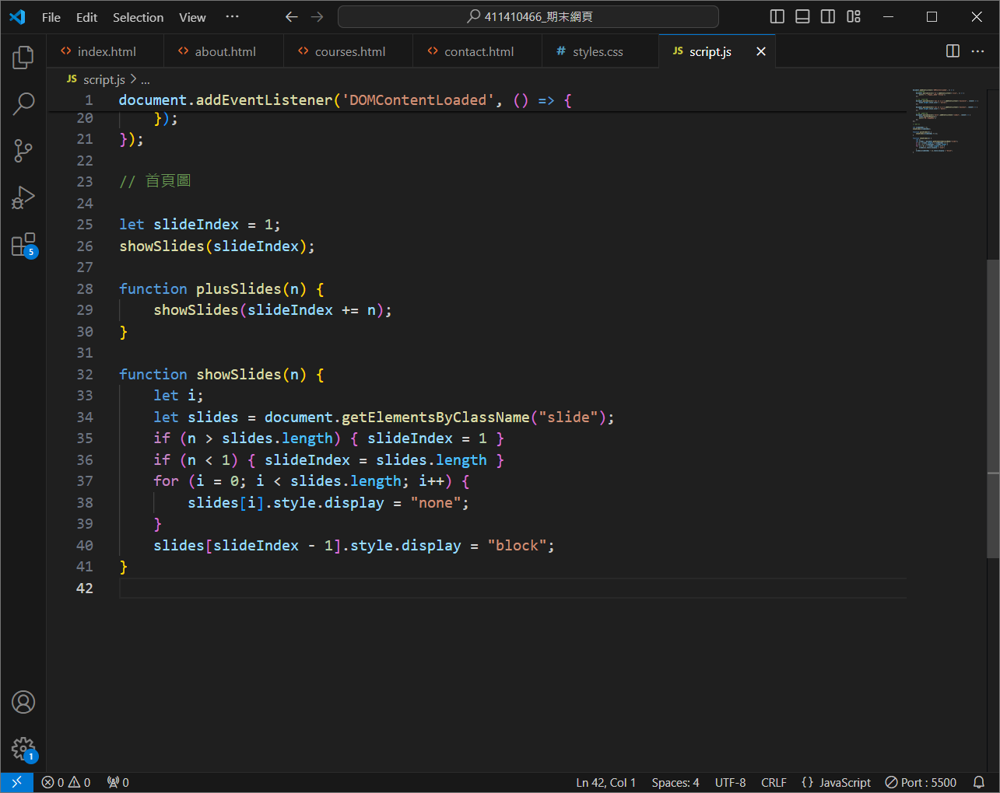 File Edit Selection View ··· 411410466_期末網頁
index.html about.html courses.html contact.html # styles.css JS script.js
JS script.js > ...
1 document.addEventListener('DOMContentLoaded', () => {
20     });
21 });
22
23 // 首頁圖
24
25 let slideIndex = 1;
26 showSlides(slideIndex);
27
28 function plusSlides(n) {
29     showSlides(slideIndex += n);
30 }
31
32 function showSlides(n) {
33     let i;
34     let slides = document.getElementsByClassName("slide");
35     if (n > slides.length) { slideIndex = 1 }
36     if (n < 1) { slideIndex = slides.length }
37     for (i = 0; i < slides.length; i++) {
38         slides[i].style.display = "none";
39     }
40     slides[slideIndex - 1].style.display = "block";
41 }
42
5
1
0 0 0 Ln 42, Col 1 Spaces: 4 UTF-8 CRLF {} JavaScript Port : 5500